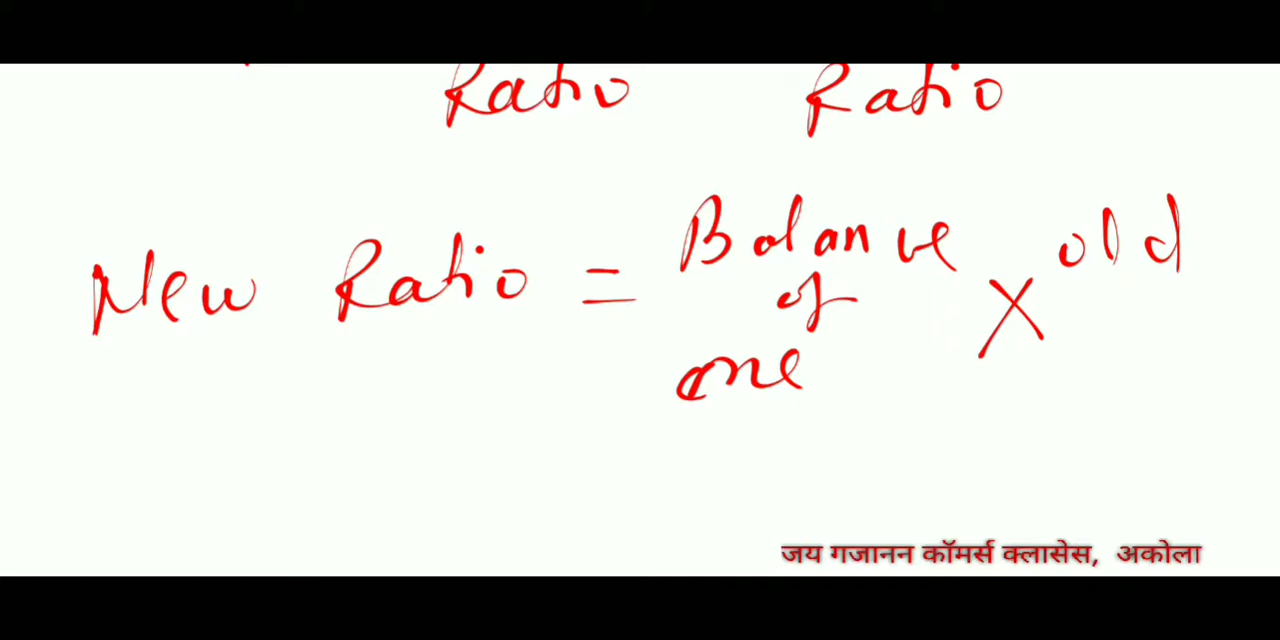 Ratio Ratio
New Ratio = Balance of one X old
जय गजानन कॉमर्स क्लासेस, अकोला